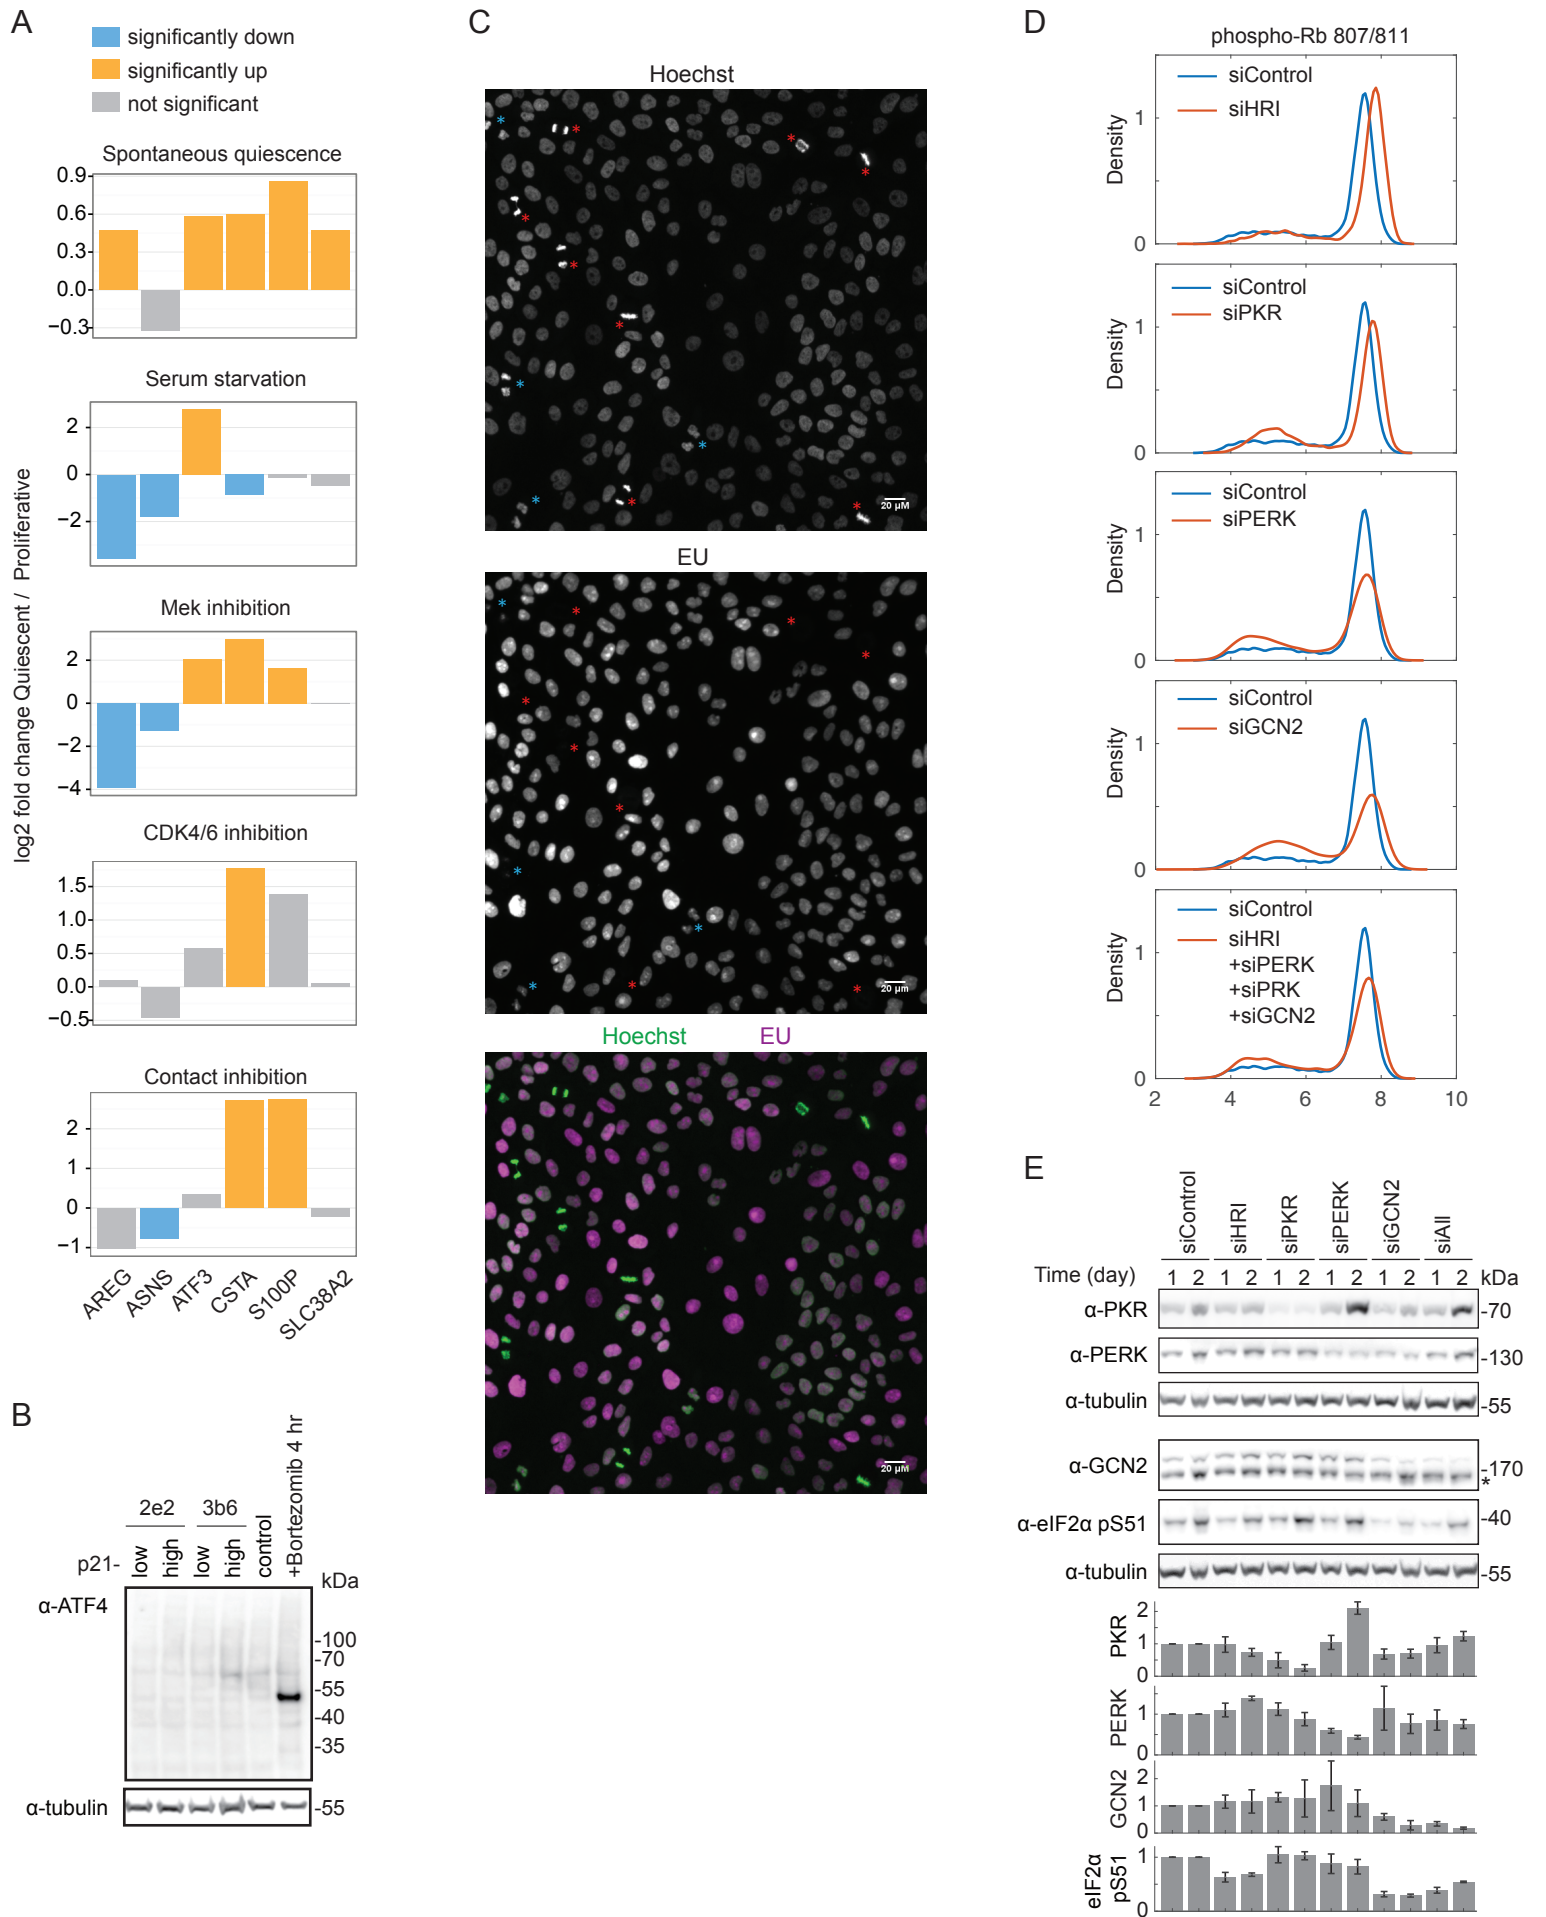 A
significantly down
significantly up
not significant
log2 fold change Quiescent / Proliferative
Spontaneous quiescence
0.9
0.6
0.3
0.0
−0.3
Serum starvation
2
0
−2
Mek inhibition
2
0
−2
−4
CDK4/6 inhibition
1.5
1.0
0.5
0.0
−0.5
Contact inhibition
2
1
0
−1
AREG
ASNS
ATF3
CSTA
S100P
SLC38A2
B
2e2 3b6
p21- low high low high control +Bortezomib 4 hr
kDa
α-ATF4
-100
-70
-55
-40
-35
α-tubulin -55
C
Hoechst
* * * * * * * * * * * *
20 µM
EU
* * * * * * * * * * * *
20 µm
Hoechst EU
20 µM
D
phospho-Rb 807/811
siControl
siHRI
Density
1
0
siControl
siPKR
Density
1
0
siControl
siPERK
Density
1
0
siControl
siGCN2
Density
1
0
siControl
siHRI
+siPERK
+siPRK
+siGCN2
Density
1
0
2 4 6 8 10
E
siControl siHRI siPKR siPERK siGCN2 siAll
Time (day) 1 2 1 2 1 2 1 2 1 2 1 2 kDa
α-PKR -70
α-PERK -130
α-tubulin -55
α-GCN2 -170
*
α-eIF2α pS51 -40
α-tubulin -55
PKR
2
1
0
PERK
1
0
GCN2
2
1
0
eIF2α
pS51
1
0